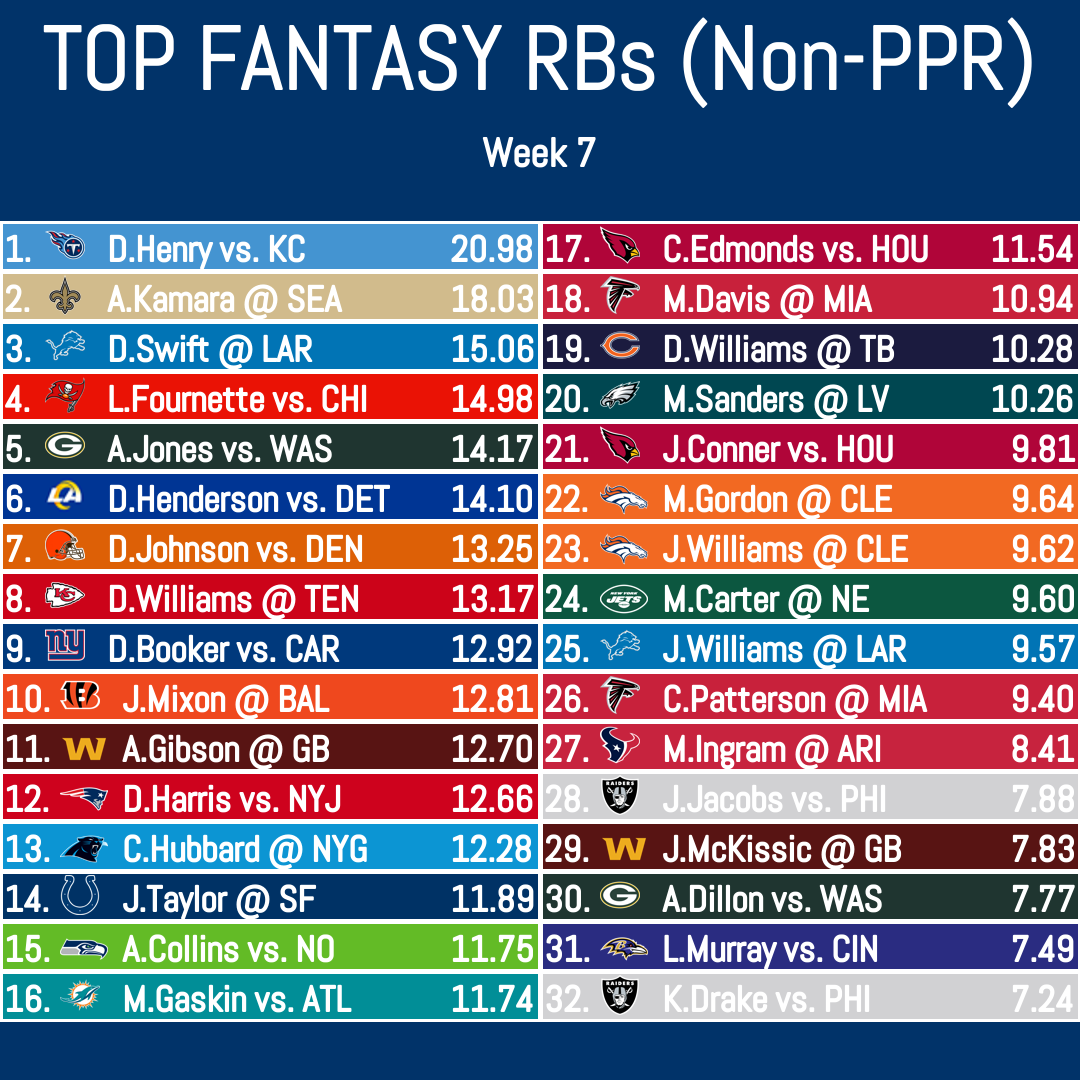 TOP FANTASY RBs (Non-PPR)
Week 7
1. D.Henry vs. KC 20.98
2. A.Kamara @ SEA 18.03
3. D.Swift @ LAR 15.06
4. L.Fournette vs. CHI 14.98
5. G A.Jones vs. WAS 14.17
6. D.Henderson vs. DET 14.10
7. D.Johnson vs. DEN 13.25
8. KC D.Williams @ TEN 13.17
9. ny D.Booker vs. CAR 12.92
10. B J.Mixon @ BAL 12.81
11. W A.Gibson @ GB 12.70
12. D.Harris vs. NYJ 12.66
13. C.Hubbard @ NYG 12.28
14. J.Taylor @ SF 11.89
15. A.Collins vs. NO 11.75
16. M.Gaskin vs. ATL 11.74
17. C.Edmonds vs. HOU 11.54
18. M.Davis @ MIA 10.94
19. C D.Williams @ TB 10.28
20. M.Sanders @ LV 10.26
21. J.Conner vs. HOU 9.81
22. M.Gordon @ CLE 9.64
23. J.Williams @ CLE 9.62
24. NEW YORK JETS M.Carter @ NE 9.60
25. J.Williams @ LAR 9.57
26. C.Patterson @ MIA 9.40
27. M.Ingram @ ARI 8.41
28. RAIDERS J.Jacobs vs. PHI 7.88
29. W J.McKissic @ GB 7.83
30. G A.Dillon vs. WAS 7.77
31. L.Murray vs. CIN 7.49
32. RAIDERS K.Drake vs. PHI 7.24